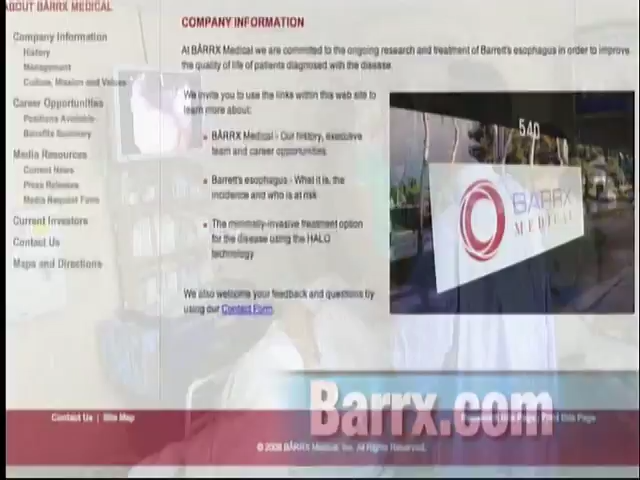 ABOUT BÂRRX MEDICAL
Company Information
History
Management
Culture, Mission and Values
Career Opportunities
Positions Available
Benefits Summary
Media Resources
Current News
Press Releases
Media Request Form
Current Investors
Contact Us
Maps and Directions
COMPANY INFORMATION
At BÂRRX Medical we are commited to the ongoing research and treatment of Barrett's esophagus in order to improve
the quality of life of patients diagnosed with the disease.
We invite you to use the links within this web site to
learn more about:
BÂRRX Medical - Our history, executive
team and career opportunities.
Barrett's esophagus - What it is, the
incidence and who is at risk
The minimally-invasive treatment option
for the disease using the HALO
technology
We also welcome your feedback and questions by
using our Contact Form.
540
BÂRRX
MEDICAL
Barrx.com
Contact Us | Site Map
Print this Page
© 2008 BÂRRX Medical, Inc. All Rights Reserved.